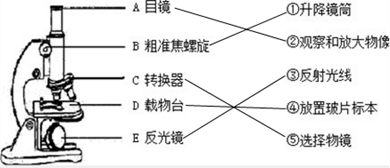 A 目镜
①升降镜筒
②观察和放大物像
B 粗准焦螺旋
③反射光线
C 转换器
D 载物台
④放置玻片标本
E 反光镜
⑤选择物镜